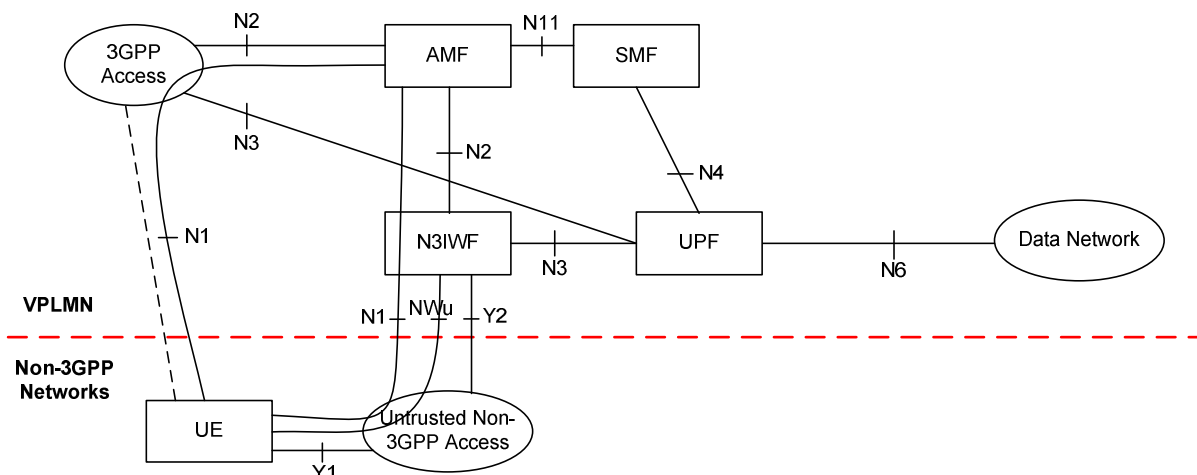 N2
N11
3GPP
Access
AMF
SMF
N3
N2
N4
N1
N3IWF
UPF
Data Network
N3
N6
VPLMN
N1
NWu
Y2
Non-3GPP
Networks
UE
Untrusted Non-
3GPP Access
Y1